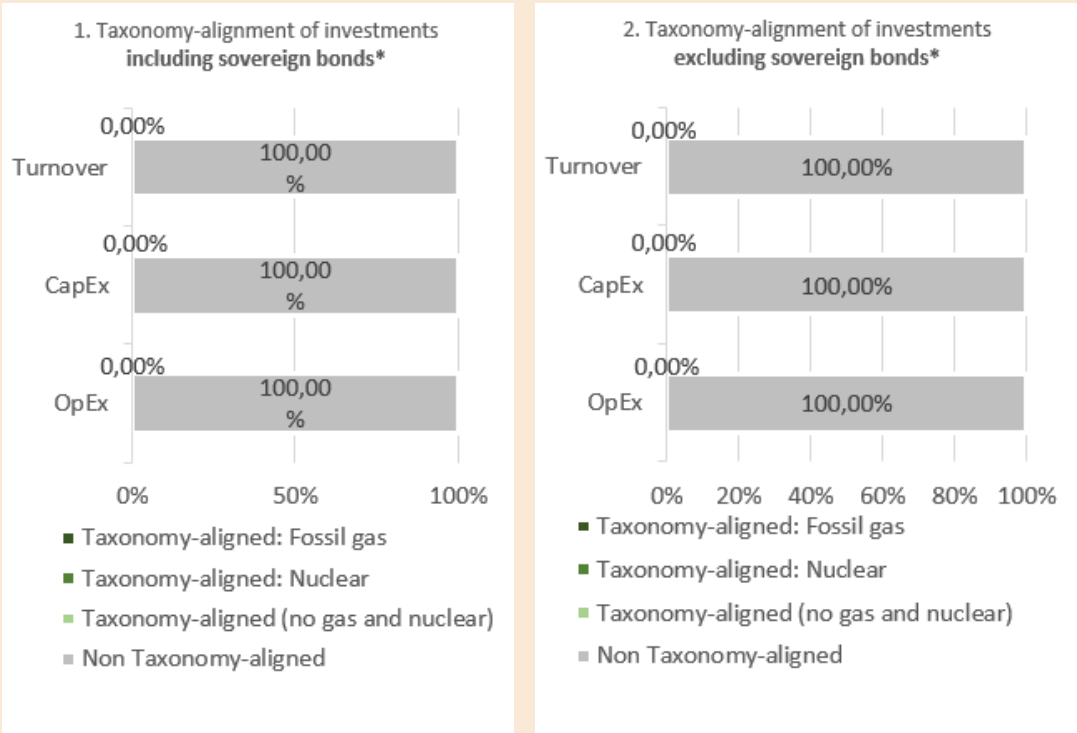 1. Taxonomy-alignment of investments
including sovereign bonds*
0,00%
Turnover
100,00
%
0,00%
CapEx
100,00
%
0,00%
OpEx
100,00
%
0%
50%
100%
Taxonomy-aligned: Fossil gas
Taxonomy-aligned: Nuclear
Taxonomy-aligned (no gas and nuclear)
Non Taxonomy-aligned
2. Taxonomy-alignment of investments
excluding sovereign bonds*
0,00%
Turnover
100,00%
0,00%
CapEx
100,00%
0,00%
OpEx
100,00%
0%
20%
40%
60%
80%
100%
Taxonomy-aligned: Fossil gas
Taxonomy-aligned: Nuclear
Taxonomy-aligned (no gas and nuclear)
Non Taxonomy-aligned